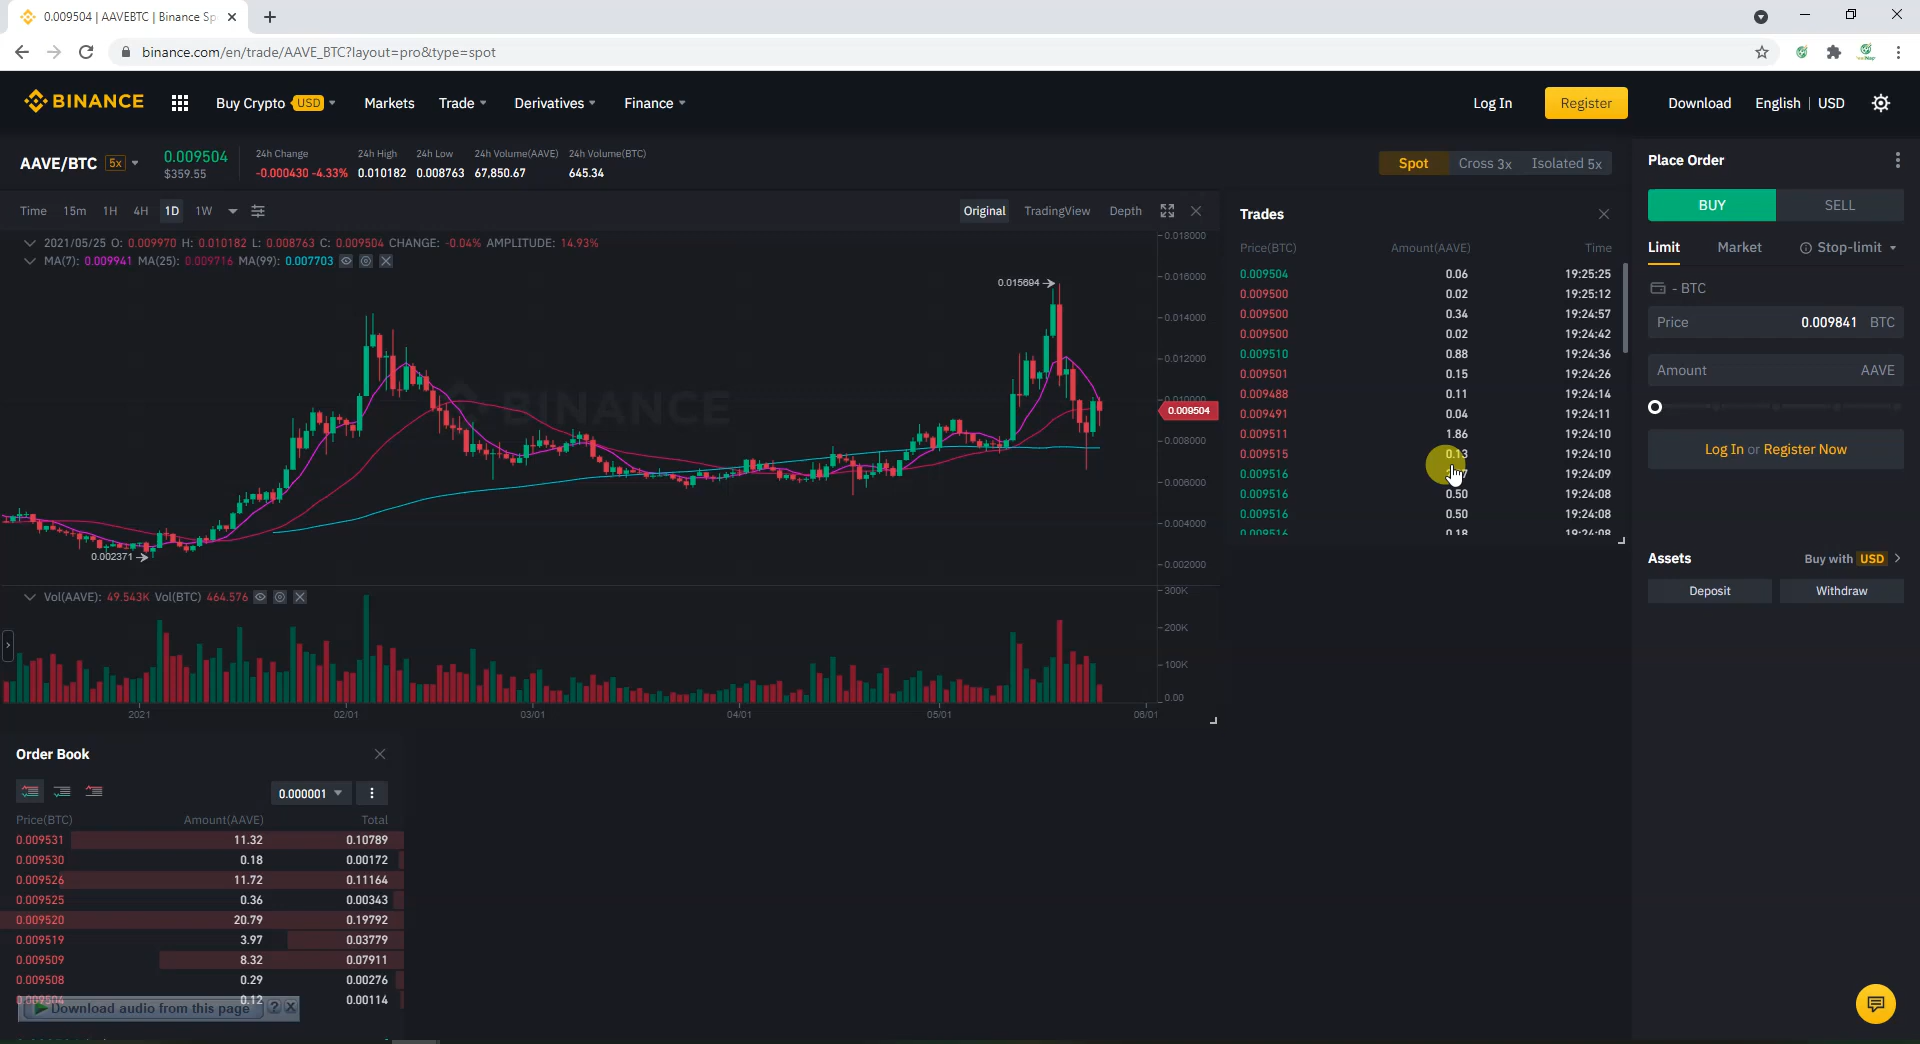 0.009504 | AAVEBTC | Binance Sp
binance.com/en/trade/AAVE_BTC?layout=pro&type=spot
BINANCE Buy Crypto USD Markets Trade Derivatives Finance Log In Register Download English | USD
AAVE/BTC 5x 0.009504 24h Change 24h High 24h Low 24h Volume(AAVE) 24h Volume(BTC)
$359.55 -0.000430 -4.33% 0.010182 0.008763 67,850.67 645.34
Spot Cross 3x Isolated 5x
Time 15m 1H 4H 1D 1W Original TradingView Depth
2021/05/25 O: 0.009970 H: 0.010182 L: 0.008763 C: 0.009504 CHANGE: -0.04% AMPLITUDE: 14.93%
MA(7): 0.009941 MA(25): 0.009716 MA(99): 0.007703
0.018000
0.016000
0.014000
0.012000
0.010000
0.009504
0.008000
0.006000
0.004000
0.002000
0.015694
BINANCE
0.002371
Vol(AAVE): 49.543K Vol(BTC) 464.576
300K
200K
100K
0.00
2021 02/01 03/01 04/01 05/01 06/01
Trades
Price(BTC) Amount(AAVE) Time
0.009504 0.06 19:25:25
0.009500 0.02 19:25:12
0.009500 0.34 19:24:57
0.009500 0.02 19:24:42
0.009510 0.88 19:24:36
0.009501 0.15 19:24:26
0.009488 0.11 19:24:14
0.009491 0.04 19:24:11
0.009511 1.86 19:24:10
0.009515 0.13 19:24:10
0.009516 19:24:09
0.009516 0.50 19:24:08
0.009516 0.50 19:24:08
0.009516 0.18 19:24:08
Place Order
BUY SELL
Limit Market Stop-limit
- BTC
Price 0.009841 BTC
Amount AAVE
Log In or Register Now
Assets Buy with USD
Deposit Withdraw
Order Book
0.000001
Price(BTC) Amount(AAVE) Total
0.009531 11.32 0.10789
0.009530 0.18 0.00172
0.009526 11.72 0.11164
0.009525 0.36 0.00343
0.009520 20.79 0.19792
0.009519 3.97 0.03779
0.009509 8.32 0.07911
0.009508 0.29 0.00276
0.009504 0.12 0.00114
Download audio from this page ? X